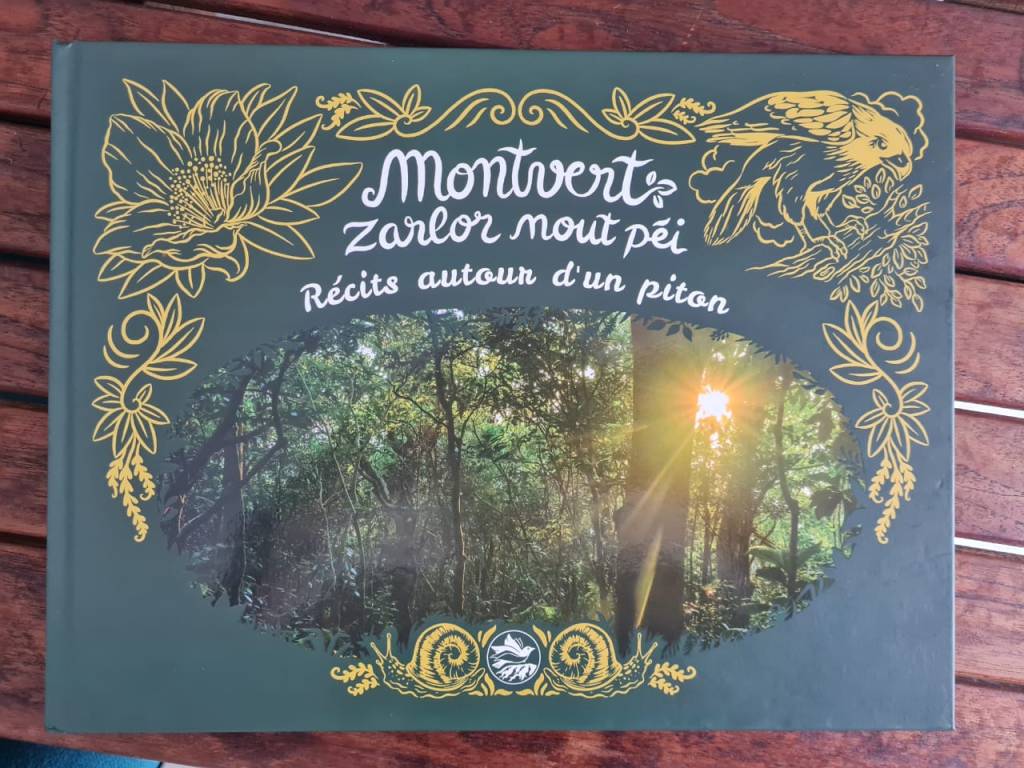 Montvert
zarlor nout péi
Récits autour d'un piton